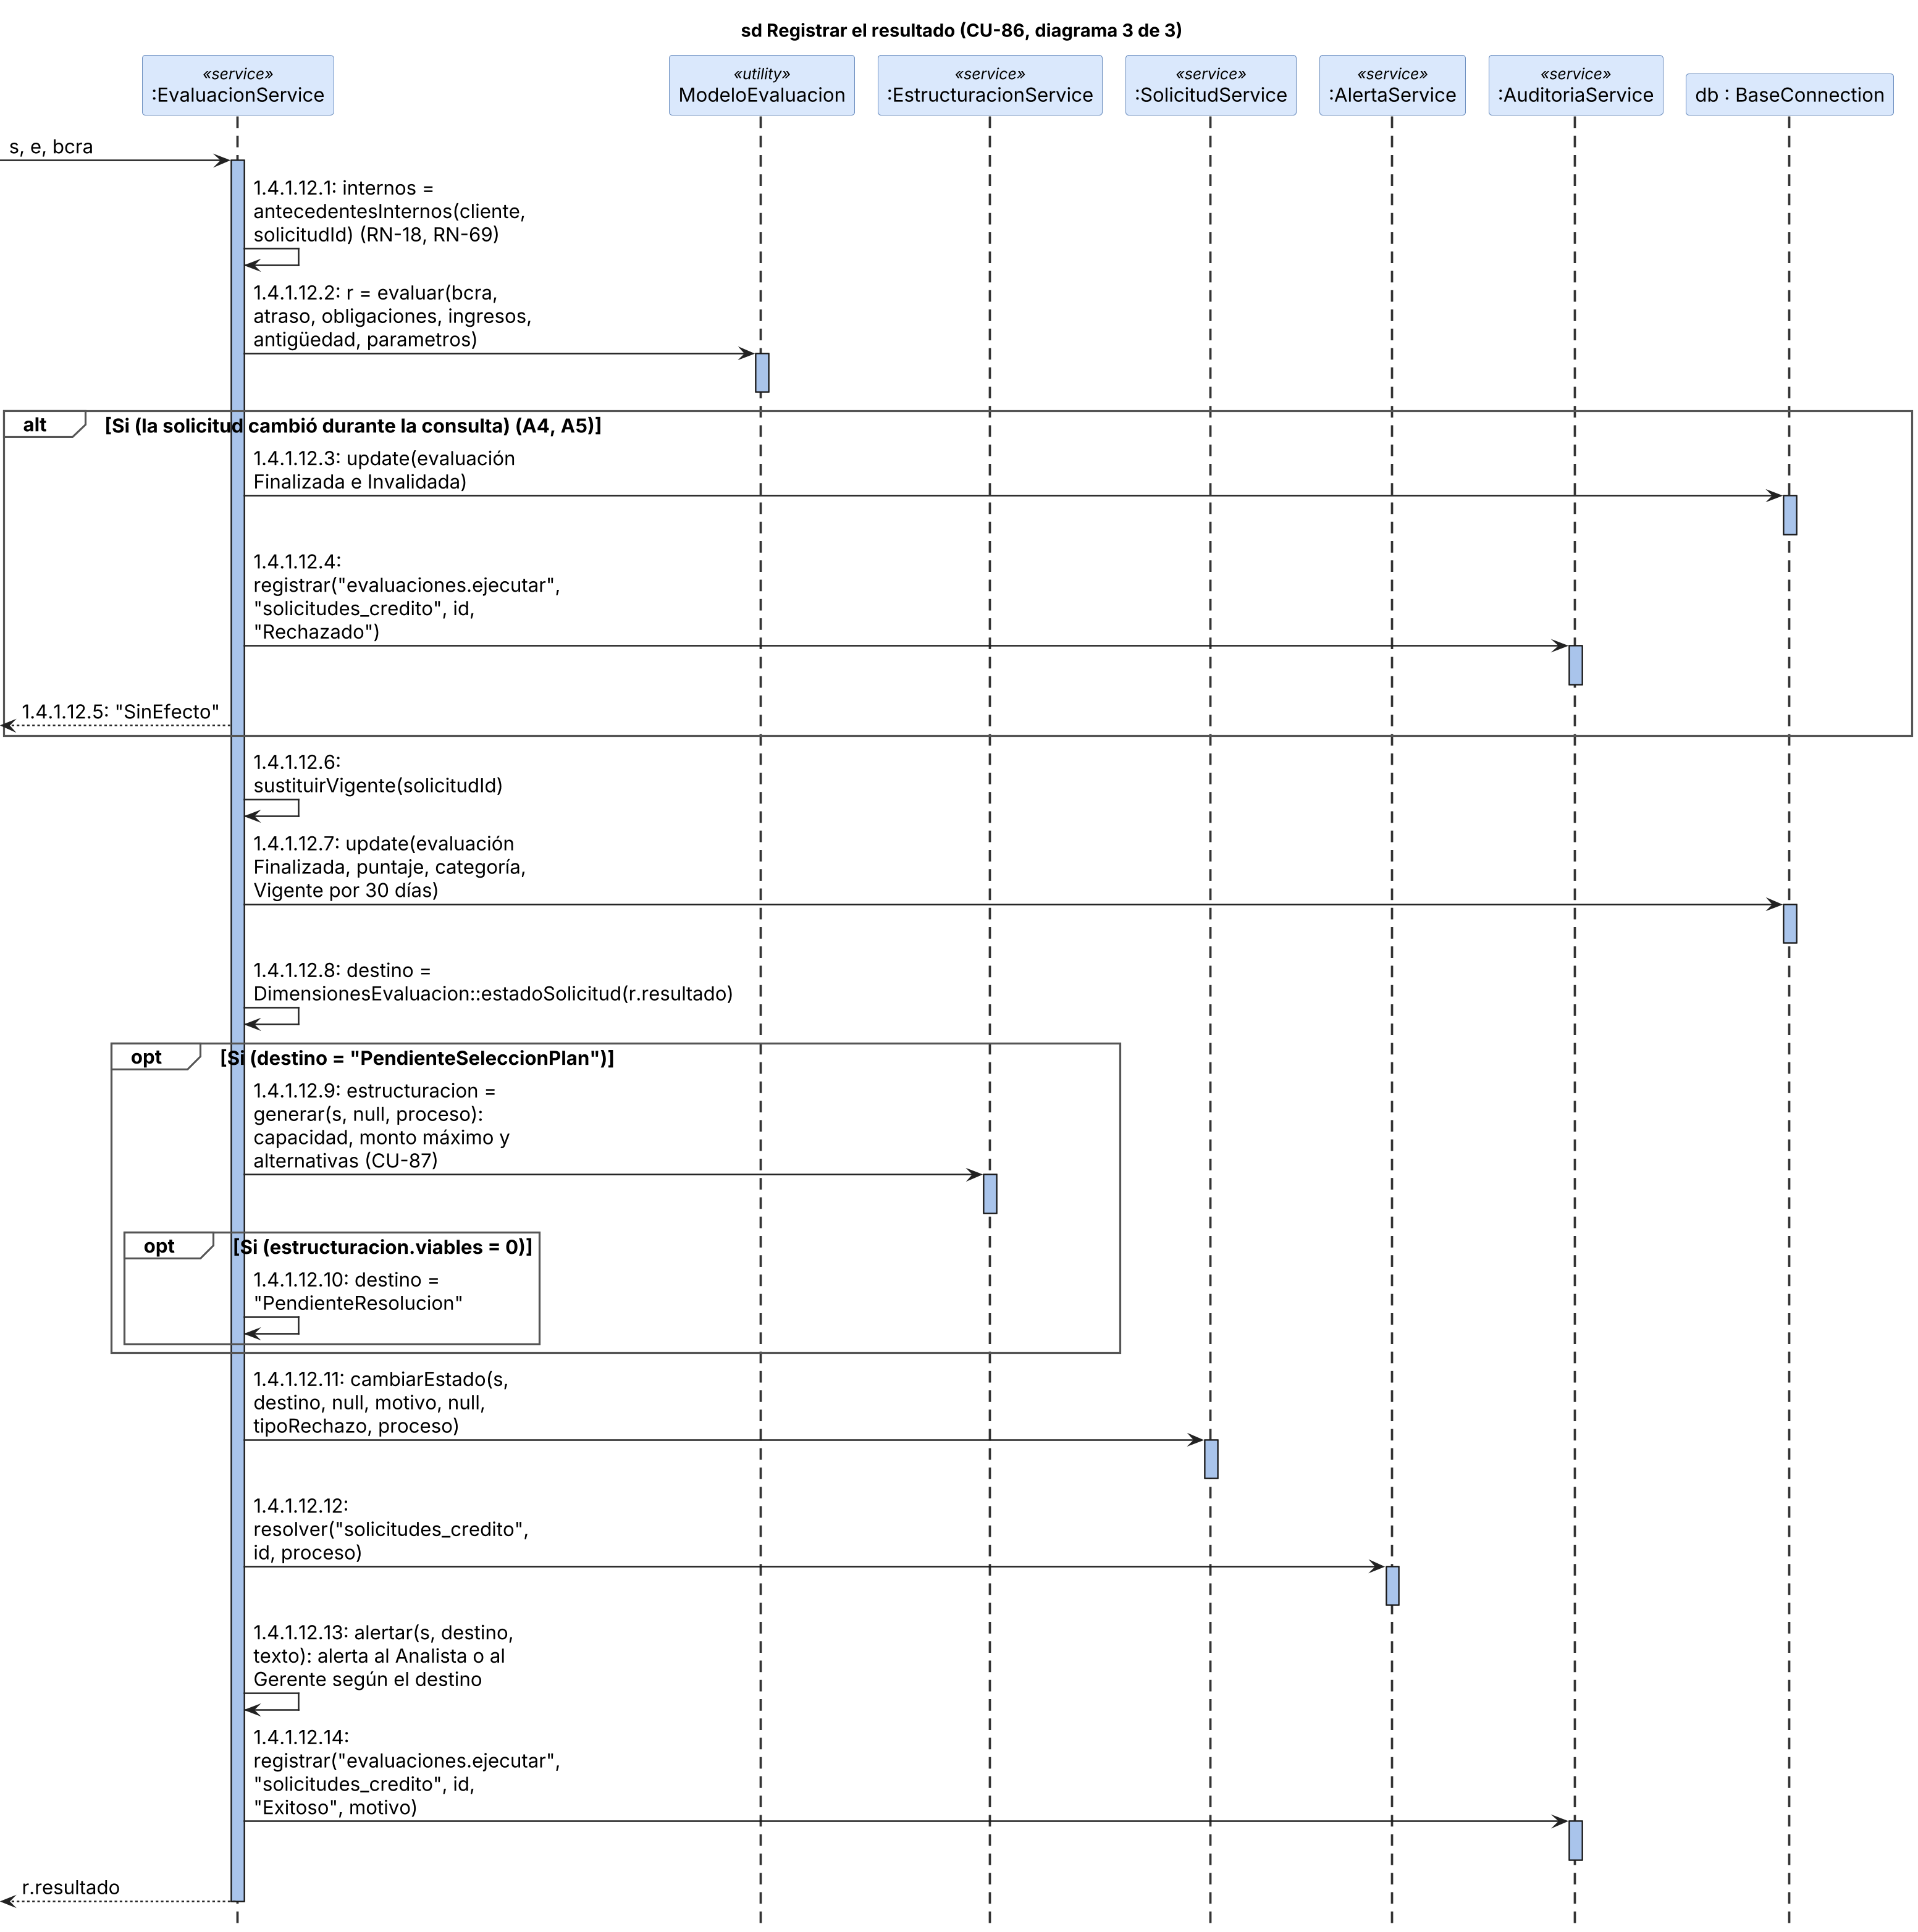 sd Registrar el resultado (CU-86, diagrama 3 de 3)
«service»
:EvaluacionService
«utility»
ModeloEvaluacion
«service»
:EstructuracionService
«service»
:SolicitudService
«service»
:AlertaService
«service»
:AuditoriaService
db : BaseConnection
s, e, bcra
1.4.1.12.1: internos =
antecedentesInternos(cliente,
solicitudId) (RN-18, RN-69)
1.4.1.12.2: r = evaluar(bcra,
atraso, obligaciones, ingresos,
antigüedad, parametros)
alt
[Si (la solicitud cambió durante la consulta) (A4, A5)]
1.4.1.12.3: update(evaluación
Finalizada e Invalidada)
1.4.1.12.4:
registrar("evaluaciones.ejecutar",
"solicitudes_credito", id,
"Rechazado")
1.4.1.12.5: "SinEfecto"
1.4.1.12.6:
sustituirVigente(solicitudId)
1.4.1.12.7: update(evaluación
Finalizada, puntaje, categoría,
Vigente por 30 días)
1.4.1.12.8: destino =
DimensionesEvaluacion::estadoSolicitud(r.resultado)
opt
[Si (destino = "PendienteSeleccionPlan")]
1.4.1.12.9: estructuracion =
generar(s, null, proceso):
capacidad, monto máximo y
alternativas (CU-87)
opt
[Si (estructuracion.viables = 0)]
1.4.1.12.10: destino =
"PendienteResolucion"
1.4.1.12.11: cambiarEstado(s,
destino, null, motivo, null,
tipoRechazo, proceso)
1.4.1.12.12:
resolver("solicitudes_credito",
id, proceso)
1.4.1.12.13: alertar(s, destino,
texto): alerta al Analista o al
Gerente según el destino
1.4.1.12.14:
registrar("evaluaciones.ejecutar",
"solicitudes_credito", id,
"Exitoso", motivo)
r.resultado